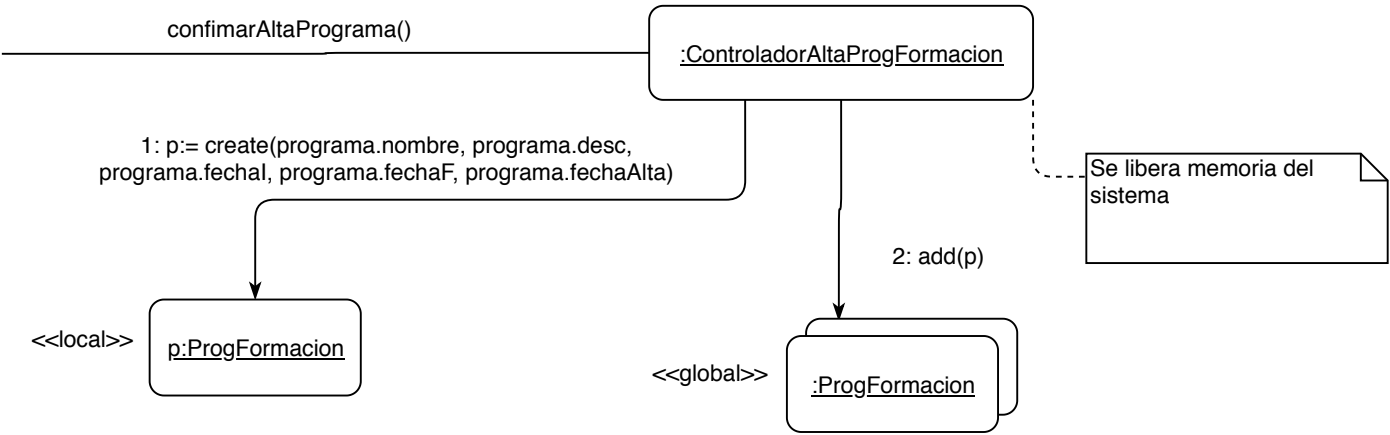 confimarAltaPrograma()
:ControladorAltaProgFormacion
1: p:= create(programa.nombre, programa.desc,
programa.fechaI, programa.fechaF, programa.fechaAlta)
Se libera memoria del
sistema
2: add(p)
<<local>>
p:ProgFormacion
<<global>>
:ProgFormacion